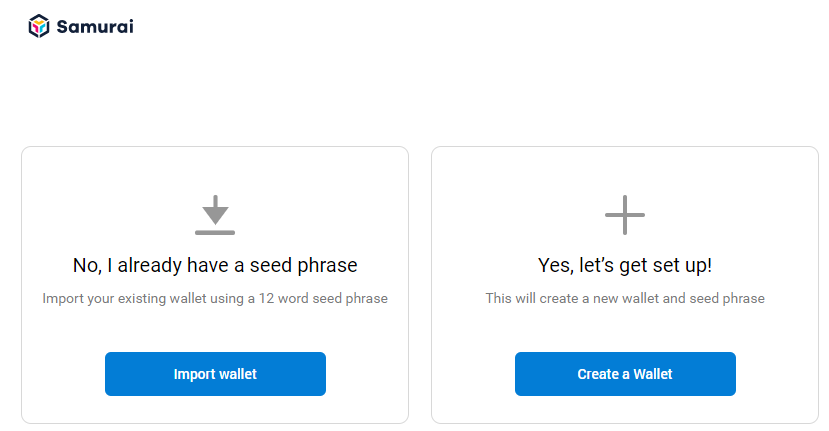 Samurai
No, I already have a seed phrase
Import your existing wallet using a 12 word seed phrase
Import wallet
Yes, let’s get set up!
This will create a new wallet and seed phrase
Create a Wallet